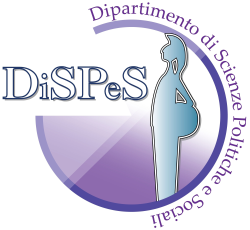 Dipartimento di Scienze Politiche e Sociali
DiSPeS